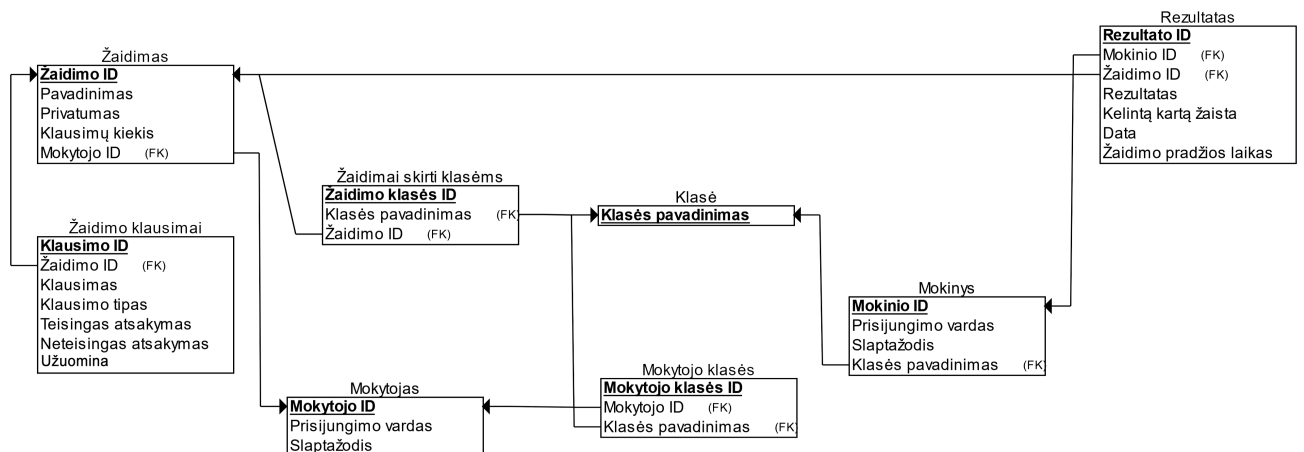 Žaidimas
Žaidimo ID
Pavadinimas
Privatumas
Klausimų kiekis
Mokytojo ID (FK)
Žaidimo klausimai
Klausimo ID
Žaidimo ID (FK)
Klausimas
Klausimo tipas
Teisingas atsakymas
Neteisingas atsakymas
Užuomina
Žaidimai skirti klasėms
Žaidimo klasės ID
Klasės pavadinimas (FK)
Žaidimo ID (FK)
Mokytojas
Mokytojo ID
Prisijungimo vardas
Slaptažodis
Klasė
Klasės pavadinimas
Mokytojo klasės
Mokytojo klasės ID
Mokytojo ID (FK)
Klasės pavadinimas (FK)
Mokinys
Mokinio ID
Prisijungimo vardas
Slaptažodis
Klasės pavadinimas (FK)
Rezultatas
Rezultato ID
Mokinio ID (FK)
Žaidimo ID (FK)
Rezultatas
Kelintą kartą žaista
Data
Žaidimo pradžios laikas